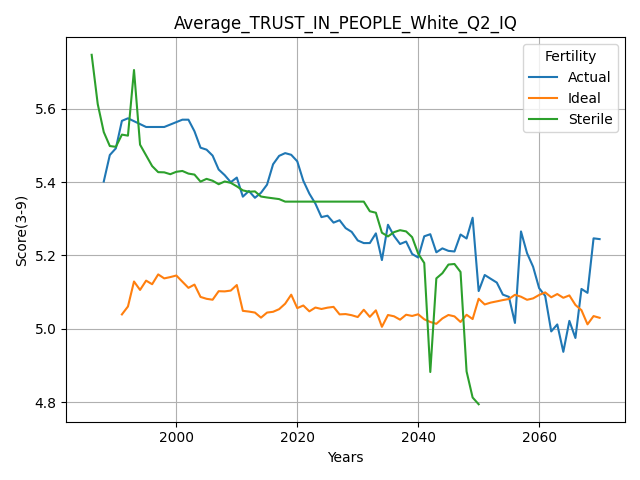 Average_TRUST_IN_PEOPLE_White_Q2_IQ
Fertility
Actual
Ideal
Sterile
Score(3-9)
5.6
5.4
5.2
5.0
4.8
2000
2020
2040
2060
Years